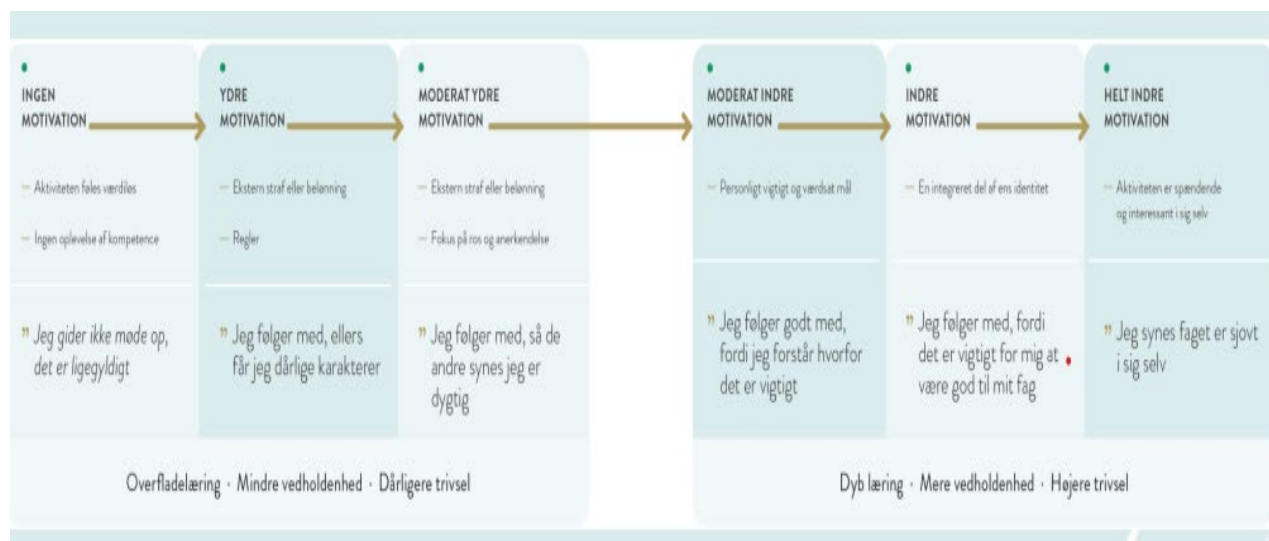 INGEN
MOTIVATION
— Aktiviteten føles værdiløs
— Ingen oplevelse af kompetence
” Jeg gider ikke møde op,
det er ligegyldigt
YDRE
MOTIVATION
— Ekstern straf eller belønning
— Regler
” Jeg følger med, ellers
får jeg dårlige karakterer
MODERAT YDRE
MOTIVATION
— Ekstern straf eller belønning
— Fokus på ros og anerkendelse
” Jeg følger med, så de
andre synes jeg er
dygtig
Overfladelæring · Mindre vedholdenhed · Dårligere trivsel
MODERAT INDRE
MOTIVATION
— Personligt vigtigt og værdsat mål
” Jeg følger godt med,
fordi jeg forstår hvorfor
det er vigtigt
INDRE
MOTIVATION
— En integreret del af ens identitet
” Jeg følger med, fordi
det er vigtigt for mig at
være god til mit fag
HELT INDRE
MOTIVATION
— Aktiviteten er spændende
og interessant i sig selv
” Jeg synes faget er sjovt
i sig selv
Dyb læring · Mere vedholdenhed · Højere trivsel